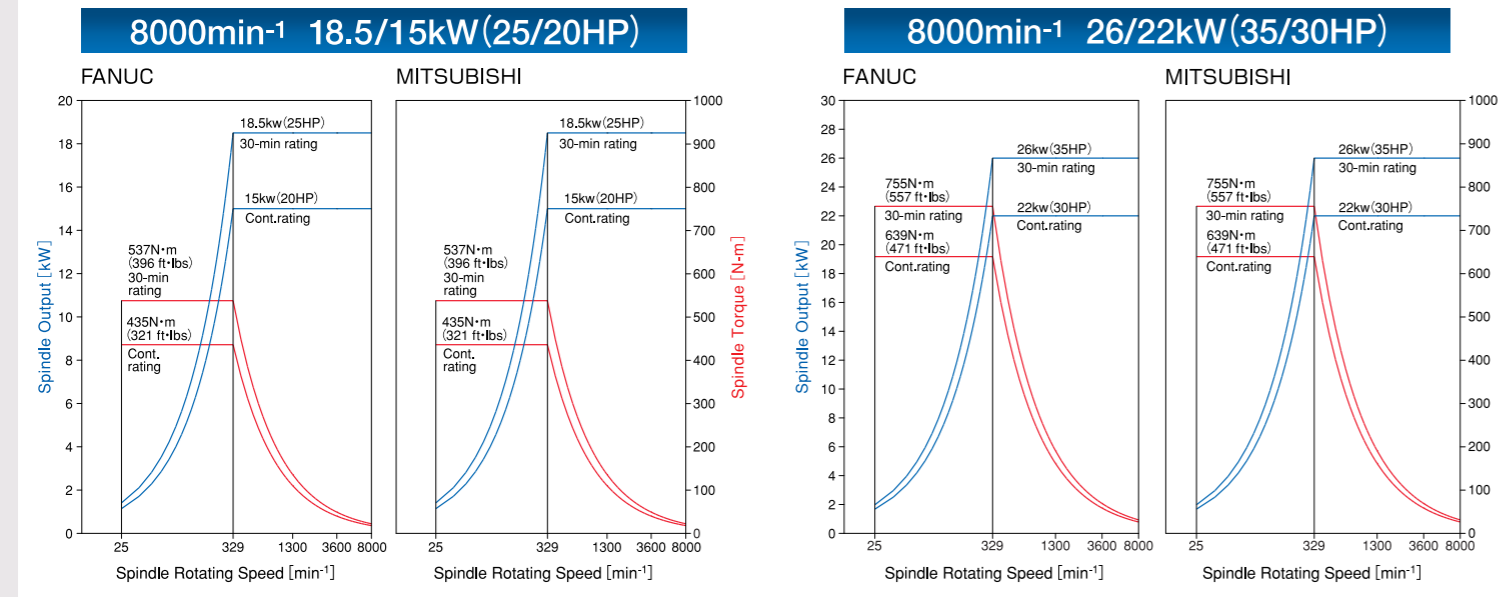 8000min-1 18.5/15kW(25/20HP)
FANUC
MITSUBISHI
20
18
16
14
12
10
8
6
4
2
0
Spindle Output [kW]
18.5kw(25HP)
30-min rating
15kw(20HP)
Cont.rating
537N•m
(396 ft•lbs)
30-min
rating
435N•m
(321 ft•lbs)
Cont.
rating
25
329
1300
3600
8000
Spindle Rotating Speed [min-1]
18.5kw(25HP)
30-min rating
15kw(20HP)
Cont.rating
537N•m
(396 ft•lbs)
30-min
rating
435N•m
(321 ft•lbs)
Cont.
rating
1000
900
800
700
600
500
400
300
200
100
0
Spindle Torque [N-m]
25
329
1300
3600
8000
Spindle Rotating Speed [min-1]
8000min-1 26/22kW(35/30HP)
FANUC
MITSUBISHI
30
28
26
24
22
20
18
16
14
12
10
8
6
4
2
0
Spindle Output [kW]
26kw(35HP)
30-min rating
755N•m
(557 ft•lbs)
30-min rating
22kw(30HP)
Cont.rating
639N•m
(471 ft•lbs)
Cont.rating
25
329
1300
3600
8000
Spindle Rotating Speed [min-1]
26kw(35HP)
30-min rating
755N•m
(557 ft•lbs)
30-min rating
22kw(30HP)
Cont.rating
639N•m
(471 ft•lbs)
Cont.rating
1000
900
800
700
600
500
400
300
200
100
0
25
329
1300
3600
8000
Spindle Rotating Speed [min-1]